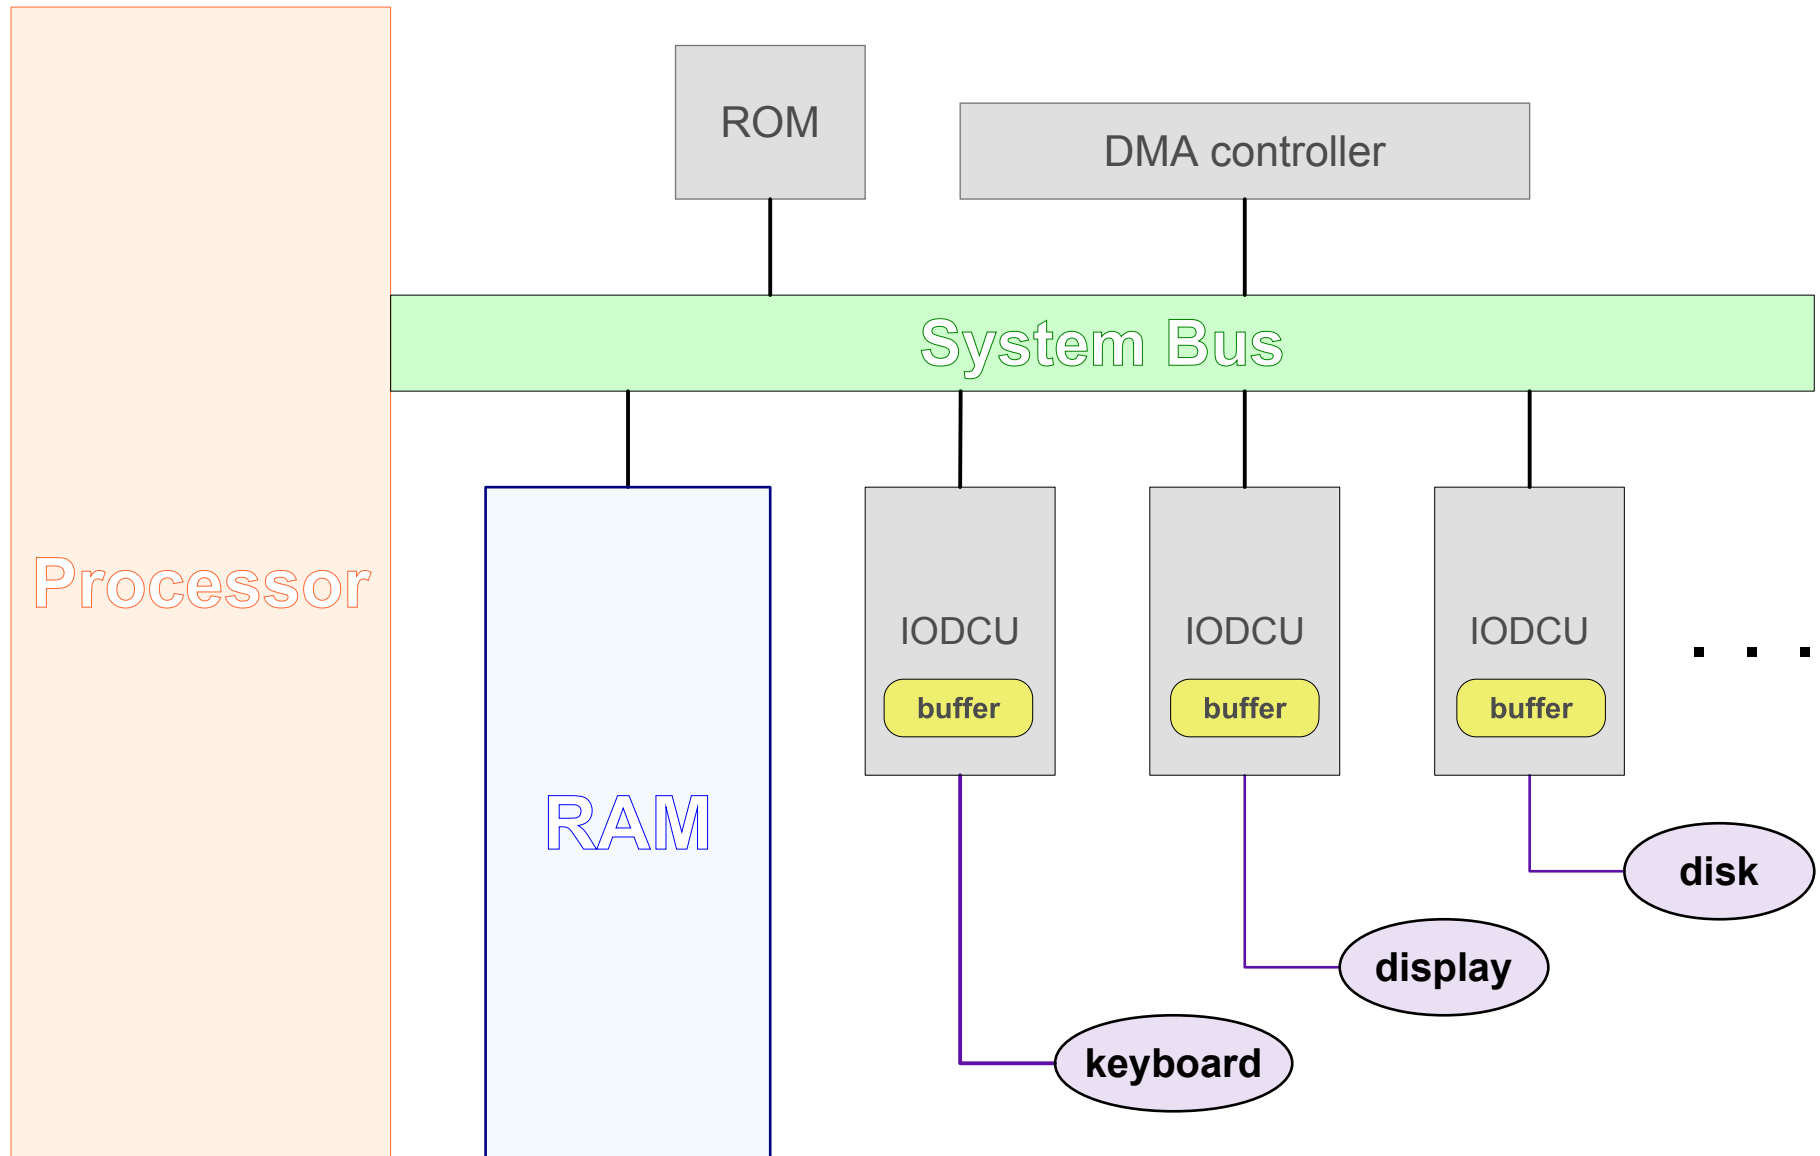 ROM
DMA controller
System Bus
Processor
RAM
IODCU
buffer
IODCU
buffer
IODCU
buffer
. . .
disk
display
keyboard